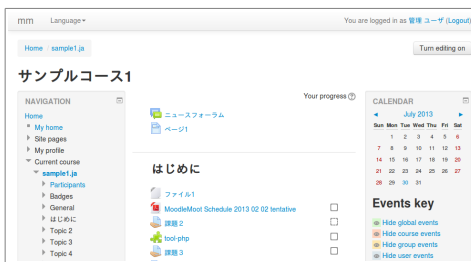 mm Language You are logged in as 管理 ユーザ (Logout)
Home / sample1.ja Turn editing on
サンプルコース1
NAVIGATION
Home
My home
Site pages
My profile
Current course
sample1.ja
Participants
Badges
General
はじめに
Topic 2
Topic 3
Topic 4
Your progress
ニュースフォーラム
ページ1
はじめに
ファイル1
MoodleMoot Schedule 2013 02 02 tentative
課題2
tool-php
課題3
CALENDAR
July 2013
Sun Mon Tue Wed Thu Fri Sat
1 2 3 4 5 6
7 8 9 10 11 12 13
14 15 16 17 18 19 20
21 22 23 24 25 26 27
28 29 30 31
Events key
Hide global events
Hide course events
Hide group events
Hide user events